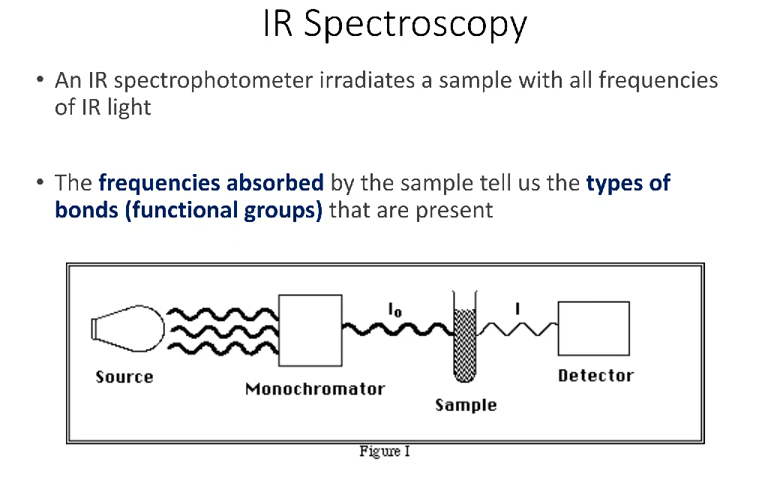 IR Spectroscopy
• An IR spectrophotometer irradiates a sample with all frequencies
of IR light
• The frequencies absorbed by the sample tell us the types of
bonds (functional groups) that are present
I₀
I
Source
Monochromator
Sample
Detector
Figure I